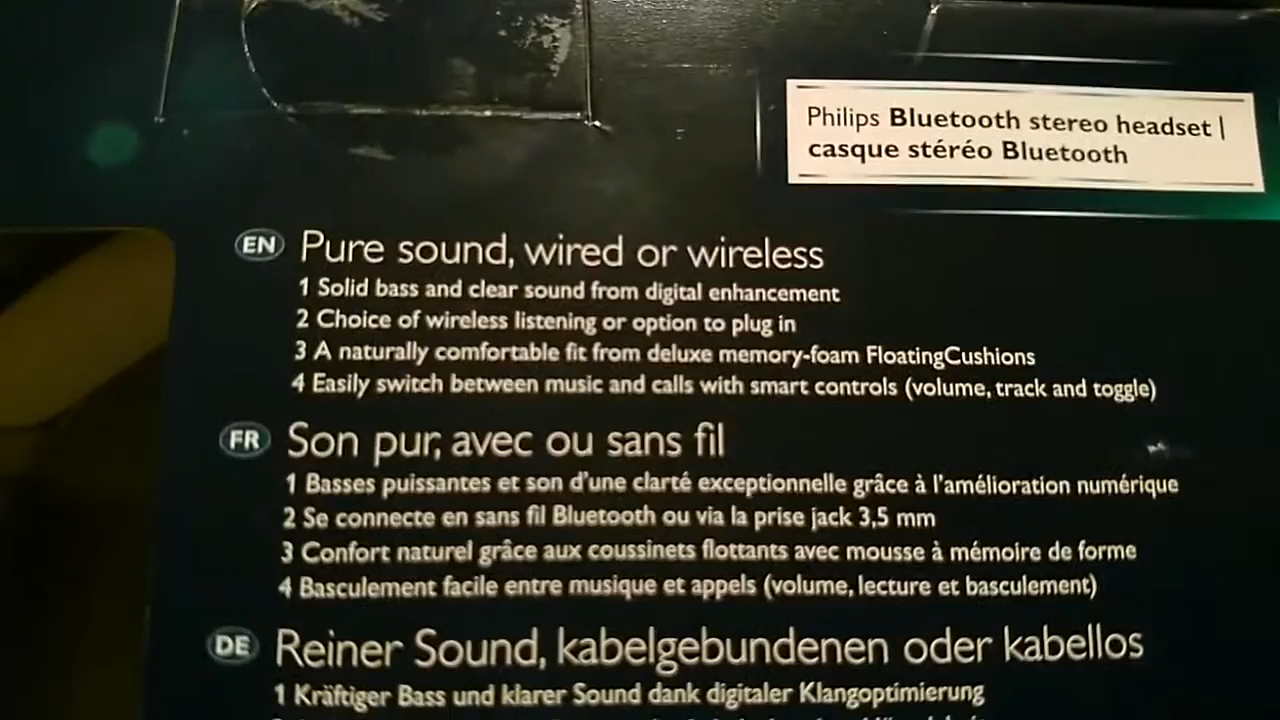 Philips Bluetooth stereo headset |
casque stéréo Bluetooth
EN Pure sound, wired or wireless
1 Solid bass and clear sound from digital enhancement
2 Choice of wireless listening or option to plug in
3 A naturally comfortable fit from deluxe memory-foam FloatingCushions
4 Easily switch between music and calls with smart controls (volume, track and toggle)
FR Son pur, avec ou sans fil
1 Basses puissantes et son d'une clarté exceptionnelle grâce à l'amélioration numérique
2 Se connecte en sans fil Bluetooth ou via la prise jack 3,5 mm
3 Confort naturel grâce aux coussinets flottants avec mousse à mémoire de forme
4 Basculement facile entre musique et appels (volume, lecture et basculement)
DE Reiner Sound, kabelgebundenen oder kabellos
1 Kräftiger Bass und klarer Sound dank digitaler Klangoptimierung